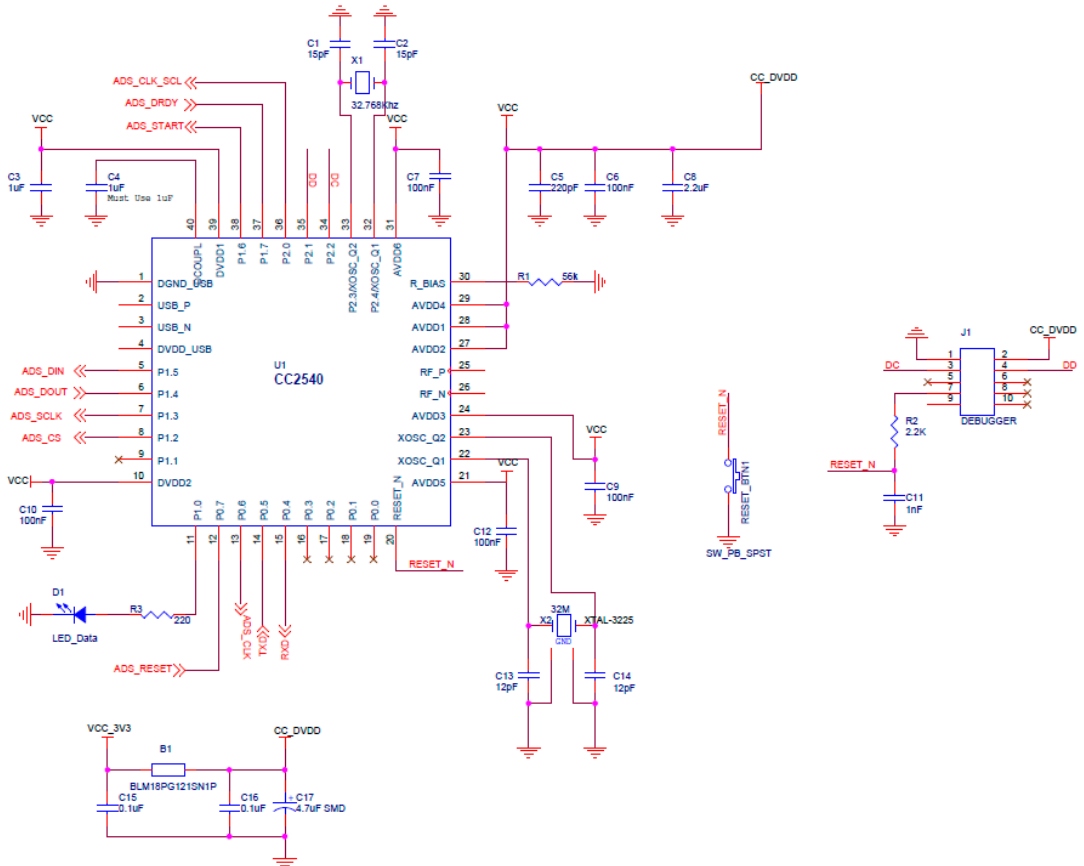 C1
15pF
C2
15pF
X1
32.768Khz
ADS_CLK_SCL
ADS_DRDY
ADS_START
VCC
VCC
VCC
CC_DVDD
C3
1uF
C4
1uF
Must Use 1uF
DD
DC
C7
100nF
C5
220pF
C6
100nF
C8
2.2uF
40
39
38
37
36
35
34
33
32
31
DCOUPL
DVDD1
P1.6
P1.7
P2.0
P2.1
P2.2
P2.3/XOSC_Q2
P2.4/XOSC_Q1
AVDD6
1 DGND_USB
2 USB_P
3 USB_N
4 DVDD_USB
ADS_DIN 5 P1.5
ADS_DOUT 6 P1.4
ADS_SCLK 7 P1.3
ADS_CS 8 P1.2
9 P1.1
VCC 10 DVDD2
U1
CC2540
R_BIAS 30
R1 56k
AVDD4 29
AVDD1 28
AVDD2 27
RF_P 25
RF_N 26
AVDD3 24
XOSC_Q2 23
XOSC_Q1 22
AVDD5 21
VCC
VCC
C9
100nF
C12
100nF
C10
100nF
P1.0
P0.7
P0.6
P0.5
P0.4
P0.3
P0.2
P0.1
P0.0
RESET_N
11
12
13
14
15
16
17
18
19
20
RESET_N
D1
LED_Data
R3
220
ADS_RESET
ADS_CLK
TXD
RXD
32M
X2
XTAL-3225
GND
C13
12pF
C14
12pF
RESET_N
RESET_BTN1
SW_PB_SPST
J1
CC_DVDD
1
2
DC
3
4
DD
5
6
7
8
9
10
DEBUGGER
R2
2.2K
RESET_N
C11
1nF
VCC_3V3
B1
CC_DVDD
BLM18PG121SN1P
C15
0.1uF
C16
0.1uF
+
C17
4.7uF SMD